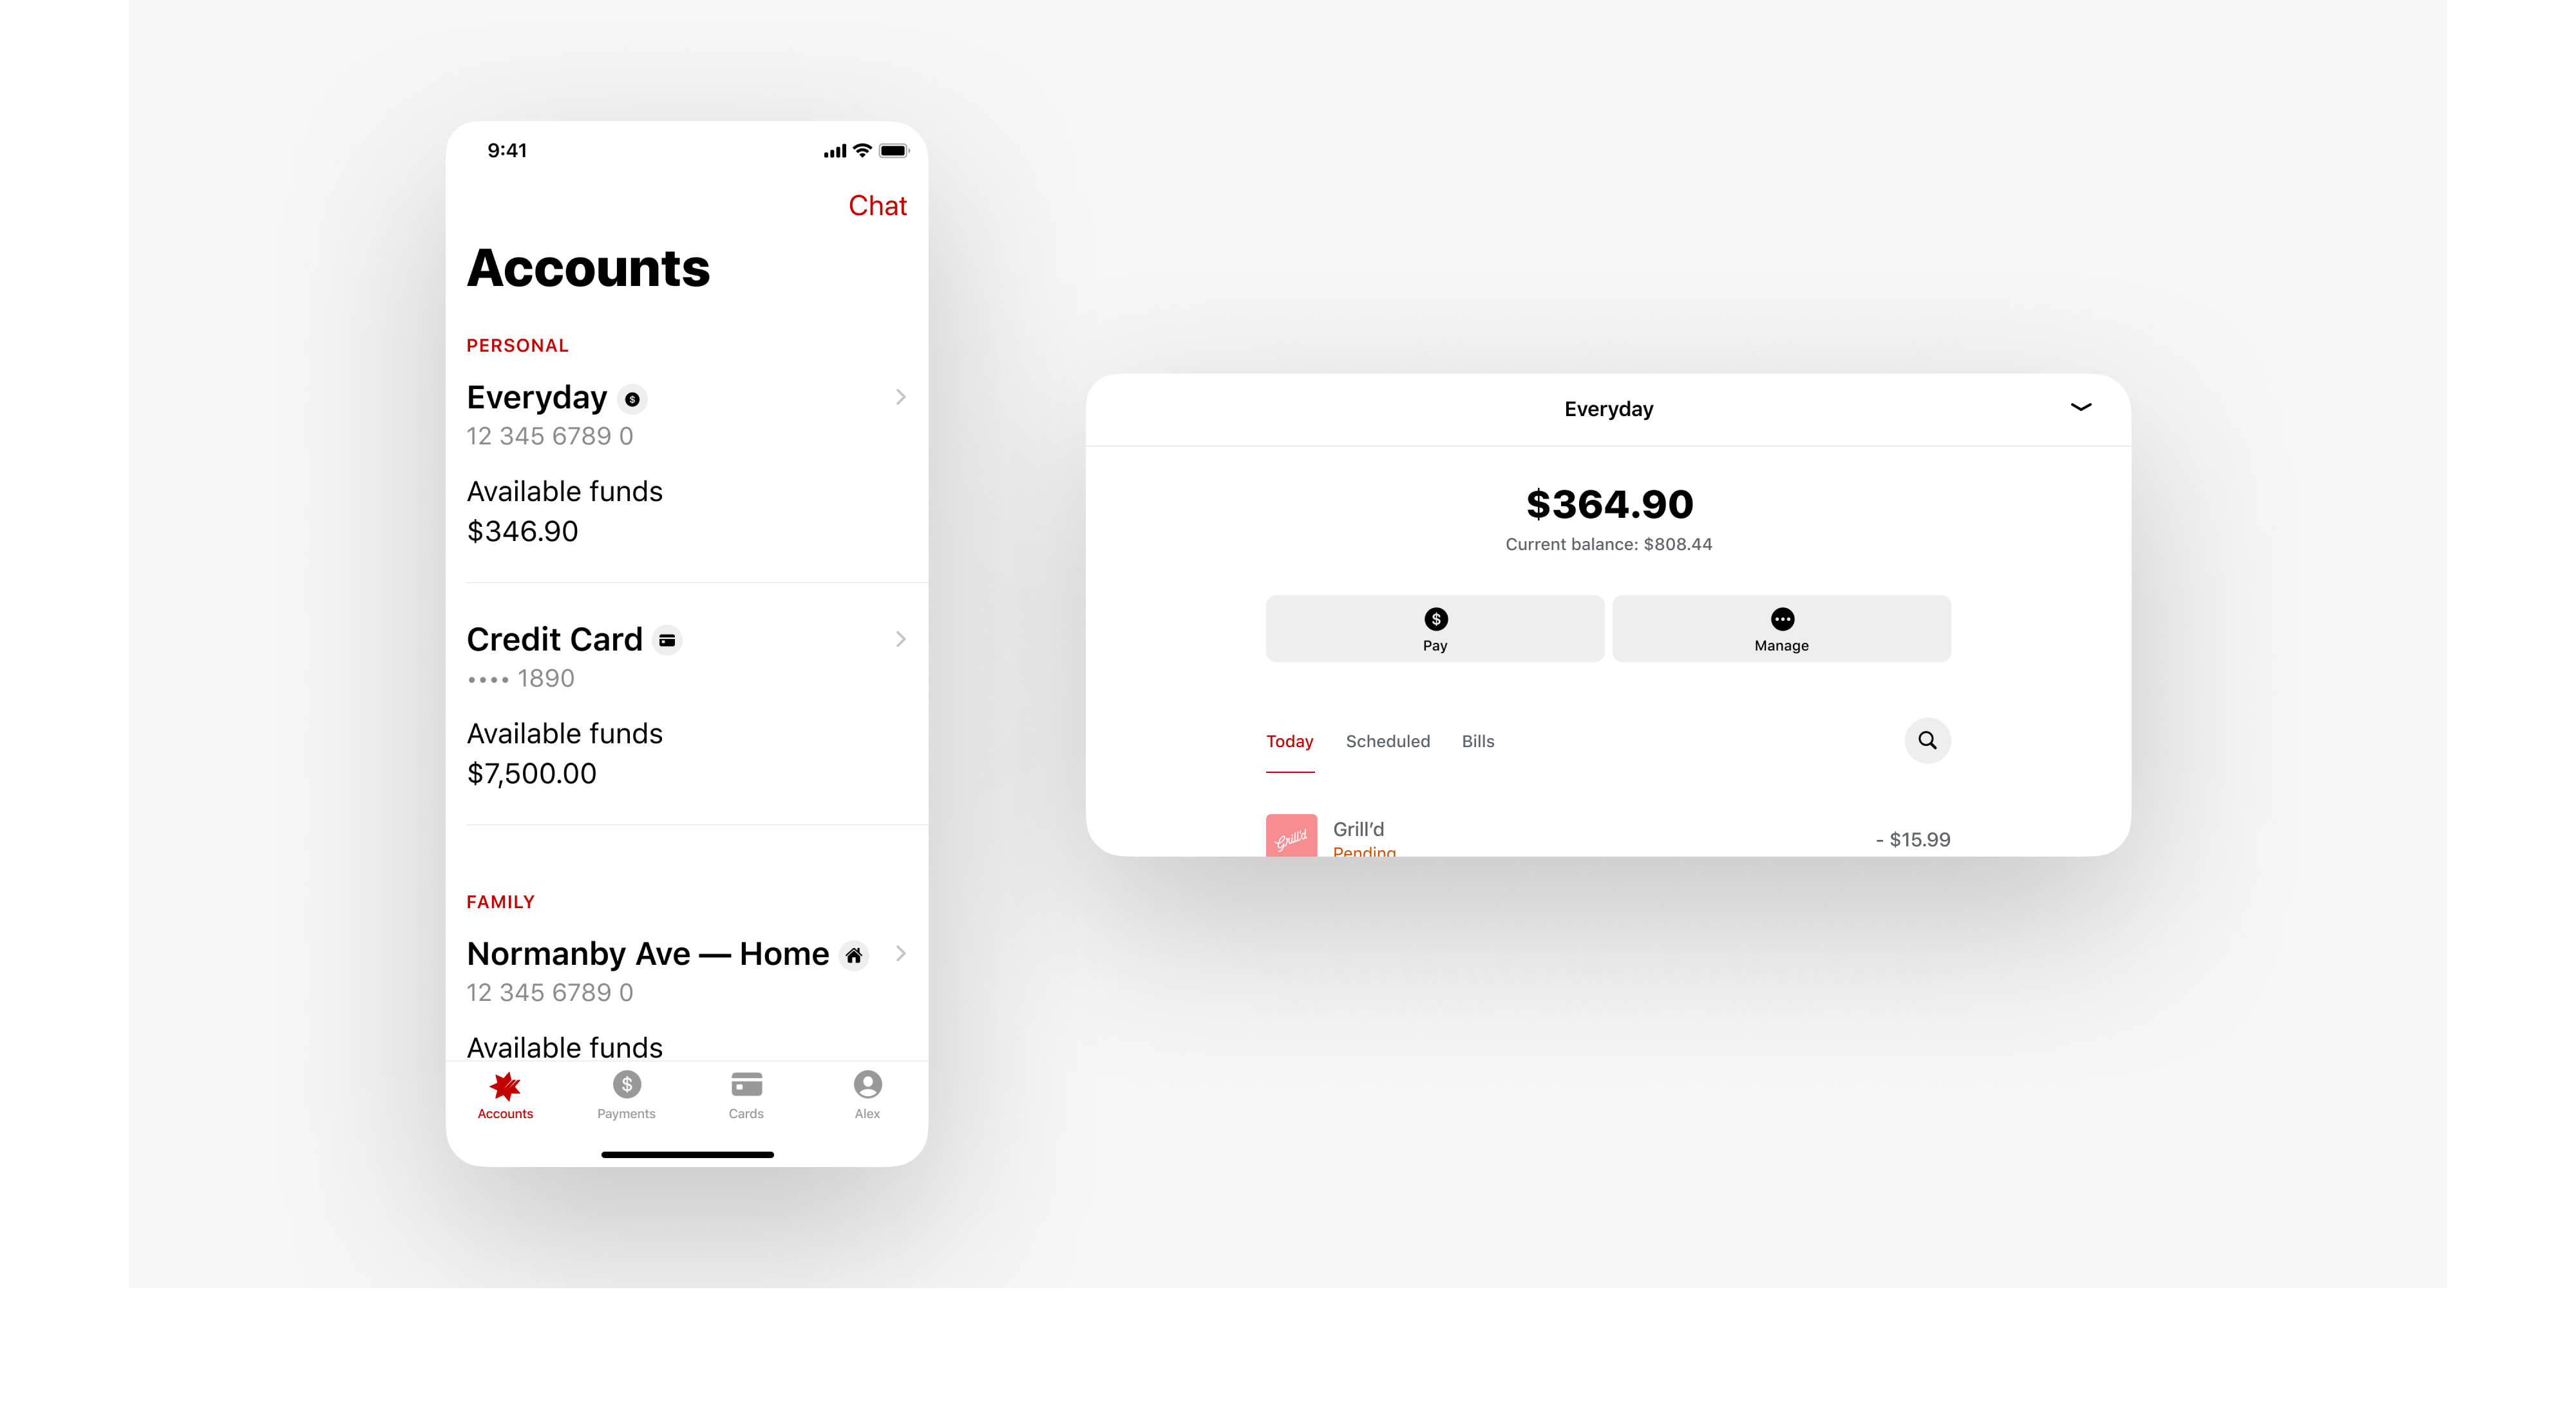 9:41
Chat
Accounts
PERSONAL
Everyday
12 345 6789 0
Available funds
$346.90
Credit Card
•••• 1890
Available funds
$7,500.00
FAMILY
Normanby Ave — Home
12 345 6789 0
Available funds
Accounts Payments Cards Alex
Everyday
$364.90
Current balance: $808.44
Pay Manage
Today Scheduled Bills
Grill'd
Grill’d
Pending
- $15.99